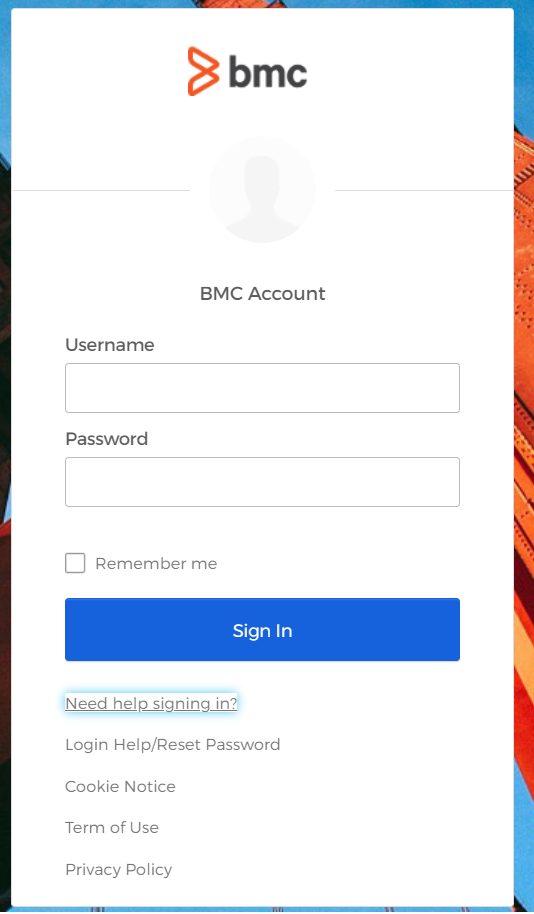 bmc
BMC Account
Username
Password
Remember me
Sign In
Need help signing in?
Login Help/Reset Password
Cookie Notice
Term of Use
Privacy Policy